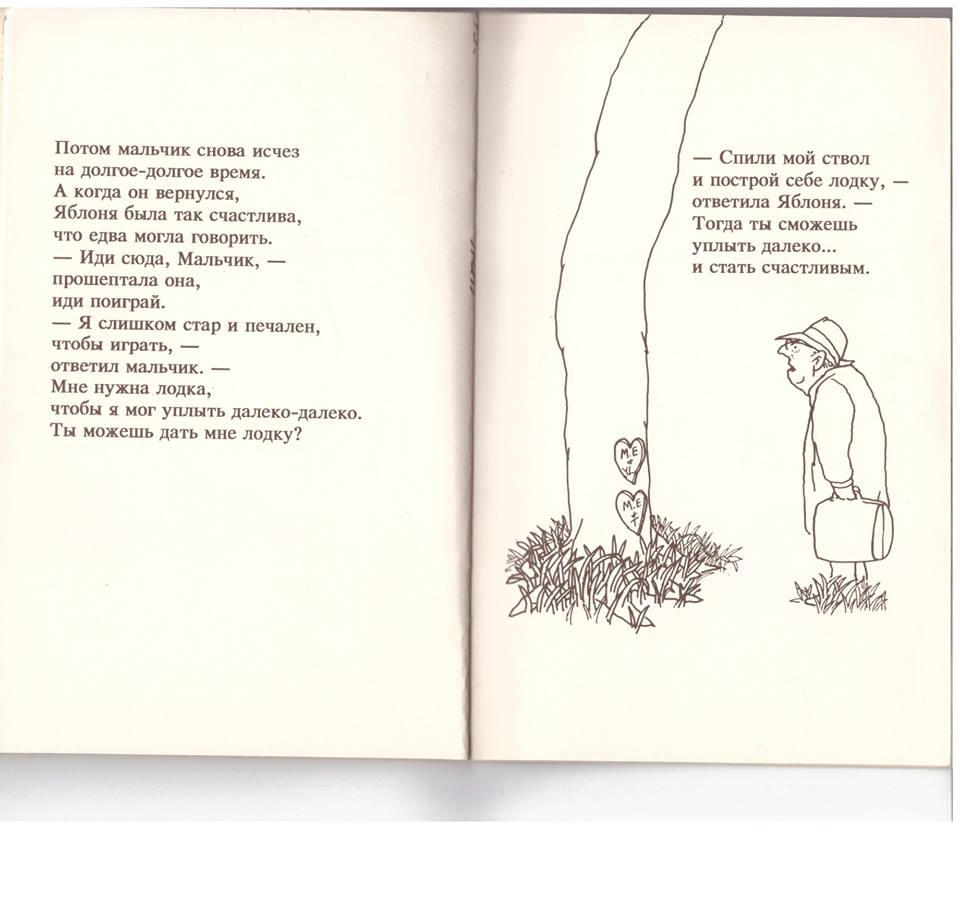 Потом мальчик снова исчез
на долгое-долгое время.
А когда он вернулся,
Яблоня была так счастлива,
что едва могла говорить.
— Иди сюда, Мальчик, —
прошептала она,
иди поиграй.
— Я слишком стар и печален,
чтобы играть, —
ответил мальчик. —
Мне нужна лодка,
чтобы я мог уплыть далеко-далеко.
Ты можешь дать мне лодку?
— Спили мой ствол
и построй себе лодку, —
ответила Яблоня. —
Тогда ты сможешь
уплыть далеко...
и стать счастливым.
M.E
+
Y.L
M.E
+